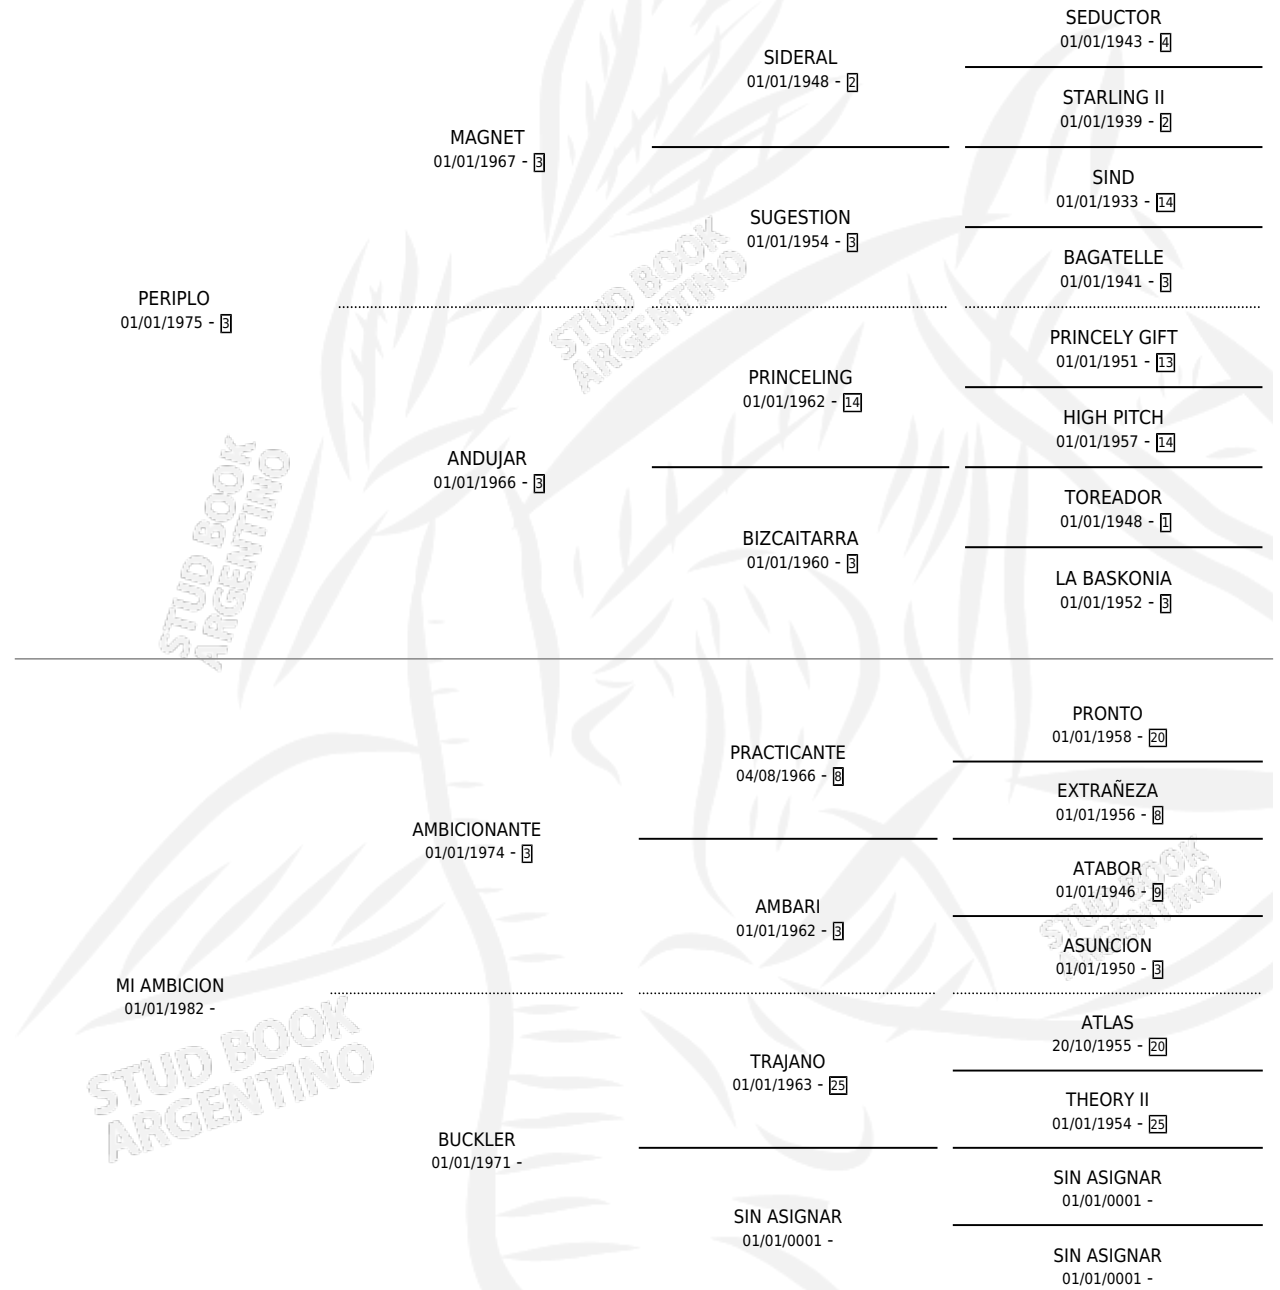 SEDUCTOR
01/01/1943 - 4
SIDERAL
01/01/1948 - 2
STARLING II
01/01/1939 - 2
MAGNET
01/01/1967 - 3
SIND
01/01/1933 - 14
SUGESTION
01/01/1954 - 3
BAGATELLE
01/01/1941 - 3
PERIPLO
01/01/1975 - 3
PRINCELY GIFT
01/01/1951 - 13
PRINCELING
01/01/1962 - 14
HIGH PITCH
01/01/1957 - 14
ANDUJAR
01/01/1966 - 3
TOREADOR
01/01/1948 - 1
BIZCAITARRA
01/01/1960 - 3
LA BASKONIA
01/01/1952 - 3
PRONTO
01/01/1958 - 20
PRACTICANTE
04/08/1966 - 8
EXTRAÑEZA
01/01/1956 - 8
AMBICIONANTE
01/01/1974 - 3
ATABOR
01/01/1946 - 9
AMBARI
01/01/1962 - 3
ASUNCION
01/01/1950 - 3
MI AMBICION
01/01/1982 -
ATLAS
20/10/1955 - 20
TRAJANO
01/01/1963 - 25
THEORY II
01/01/1954 - 25
BUCKLER
01/01/1971 -
SIN ASIGNAR
01/01/0001 -
SIN ASIGNAR
01/01/0001 -
SIN ASIGNAR
01/01/0001 -
STUD BOOK
ARGENTINO
STUD BOOK
ARGENTINO
STUD BOOK
ARGENTINO
STUD BOOK
ARGENTINO